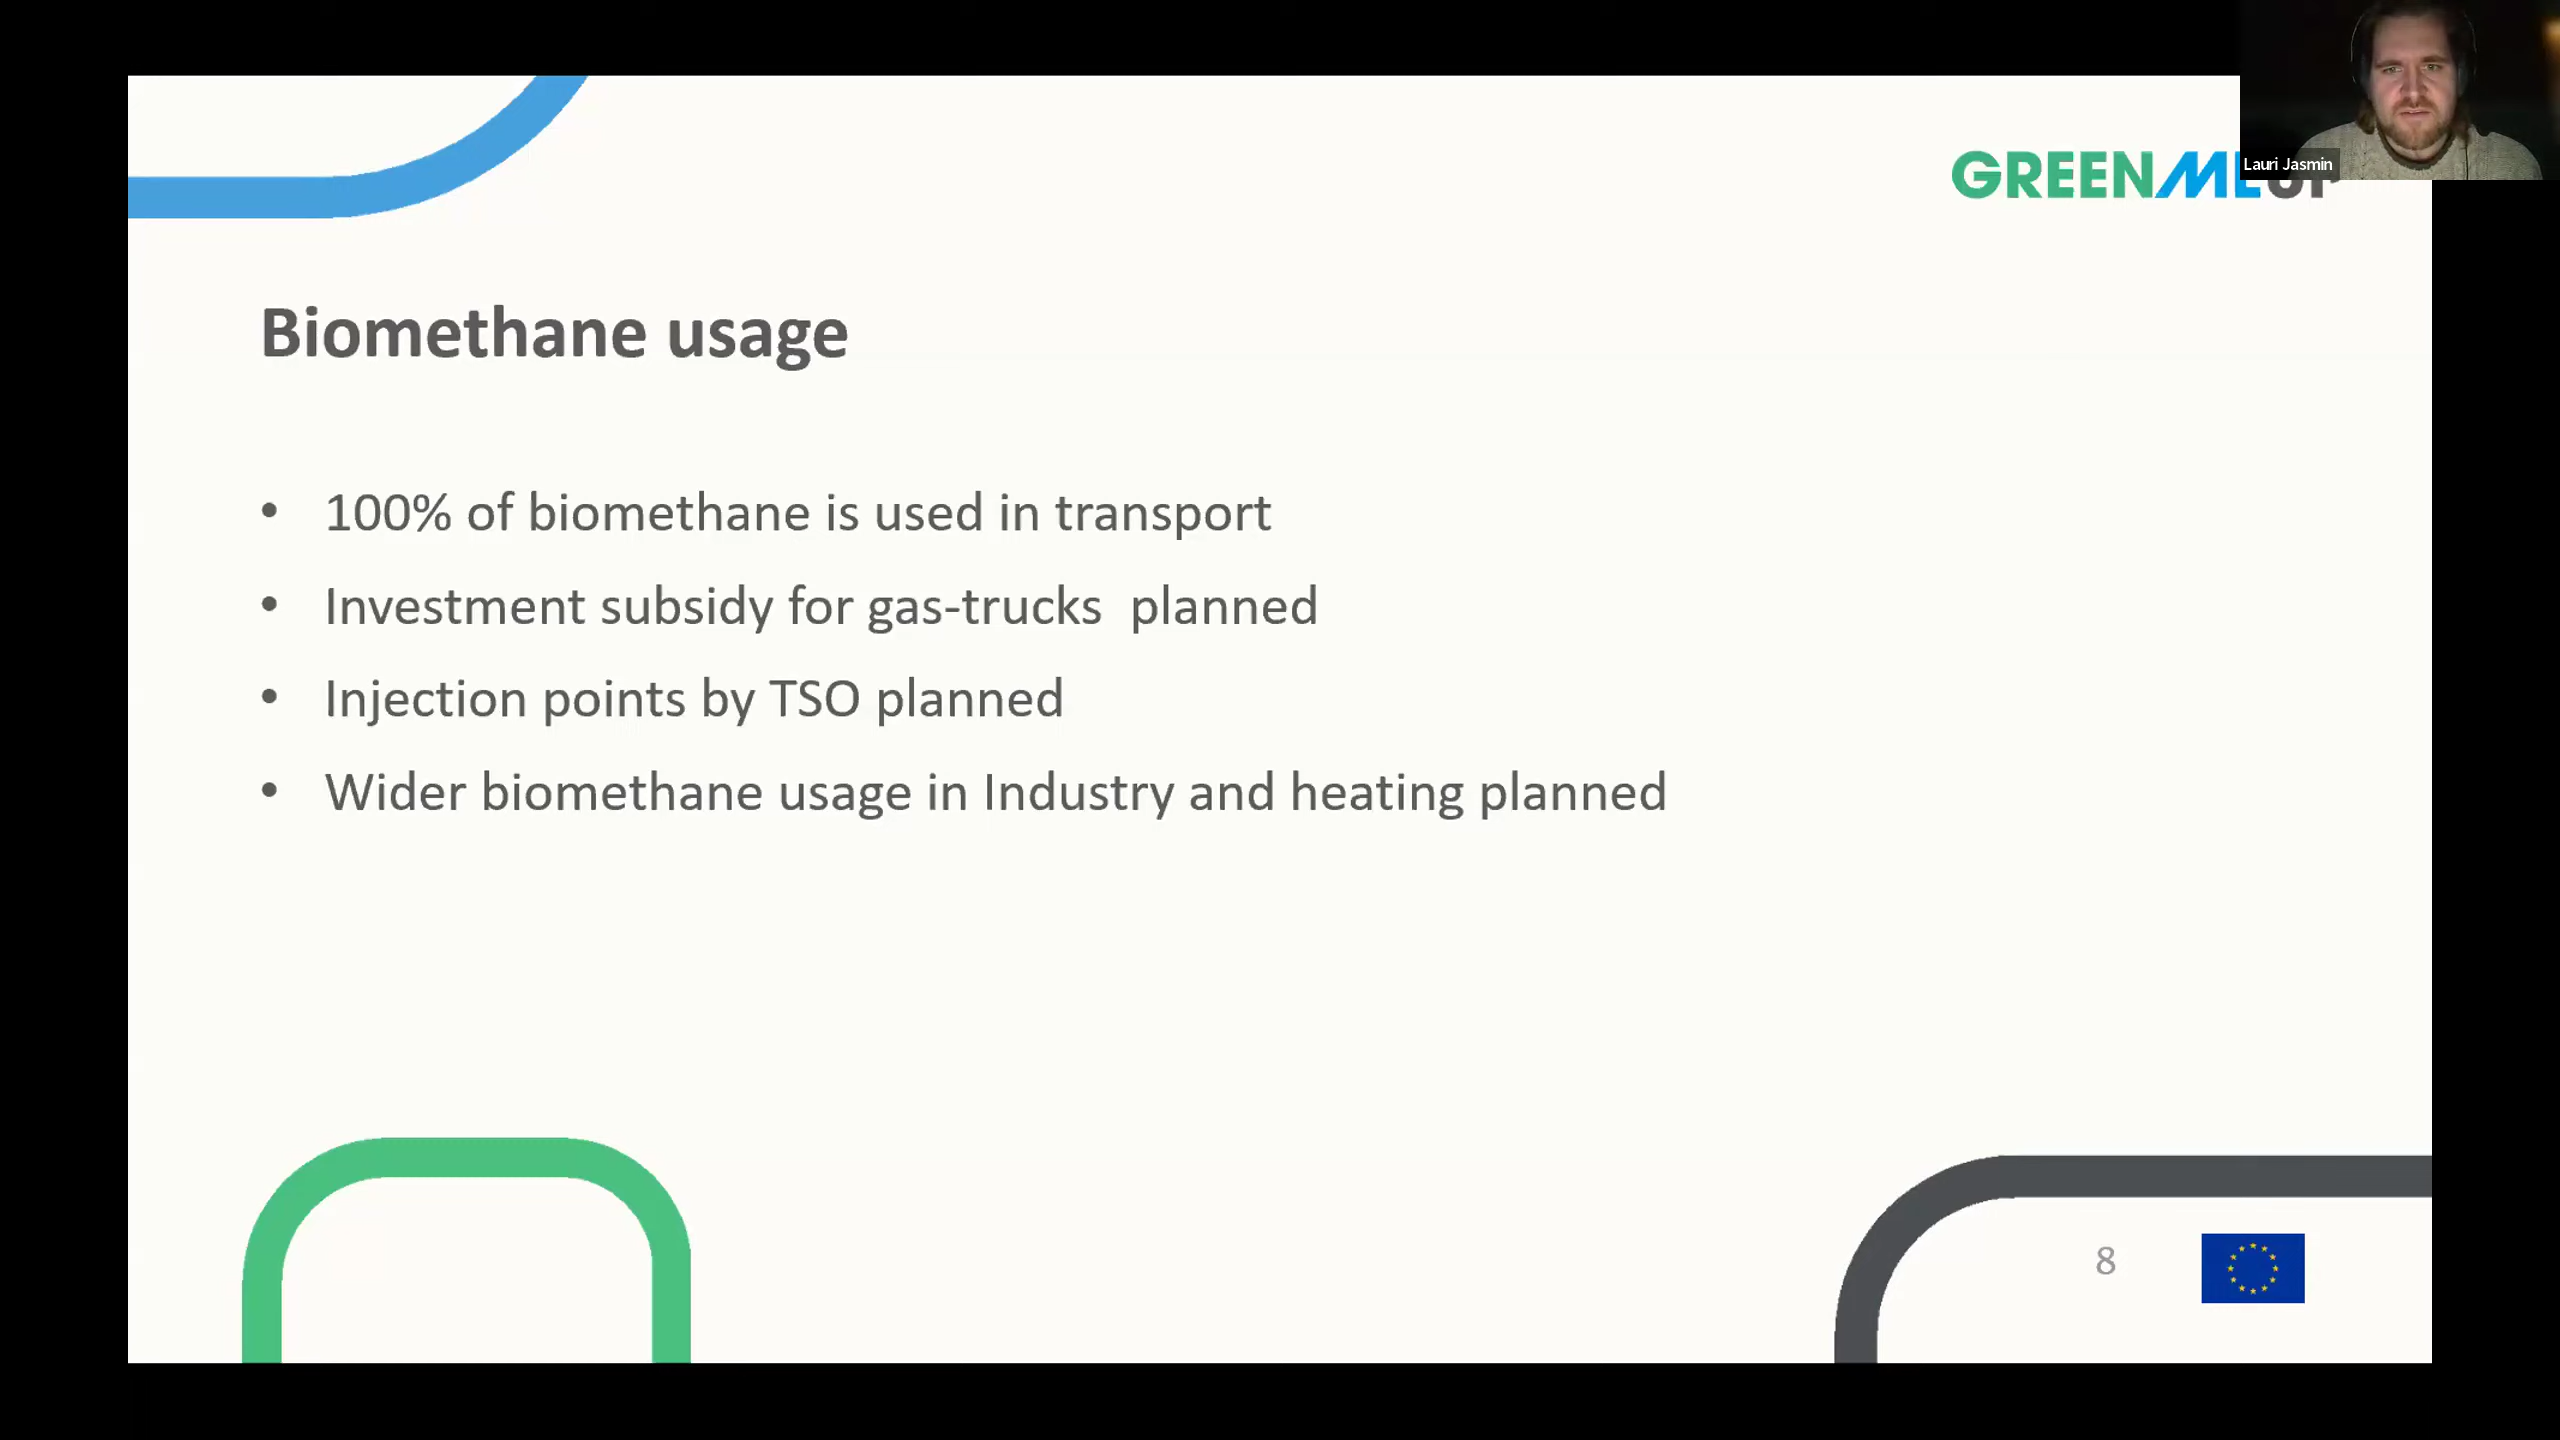 Lauri Jasmin
GREENMEUP
Biomethane usage
• 100% of biomethane is used in transport
• Investment subsidy for gas-trucks  planned
• Injection points by TSO planned
• Wider biomethane usage in Industry and heating planned
8